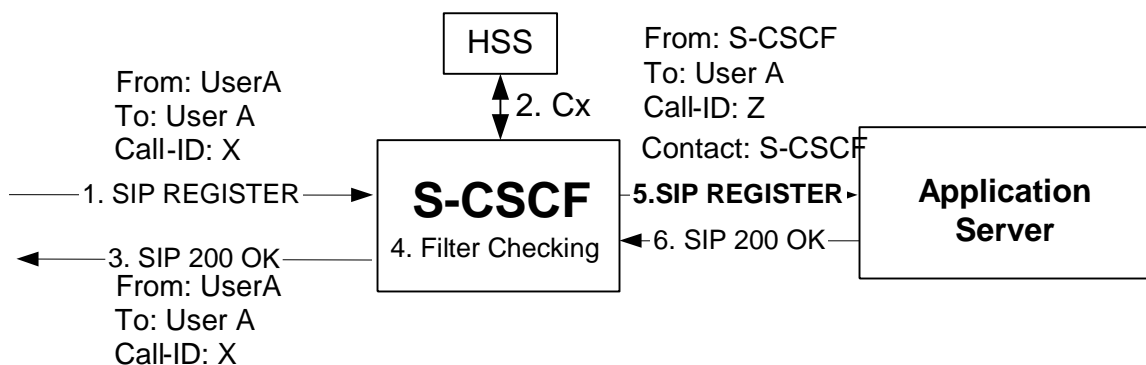 HSS
From: UserA
To: User A
Call-ID: X
2. Cx
From: S-CSCF
To: User A
Call-ID: Z
Contact: S-CSCF
1. SIP REGISTER
S-CSCF
4. Filter Checking
5.SIP REGISTER
6. SIP 200 OK
Application
Server
3. SIP 200 OK
From: UserA
To: User A
Call-ID: X